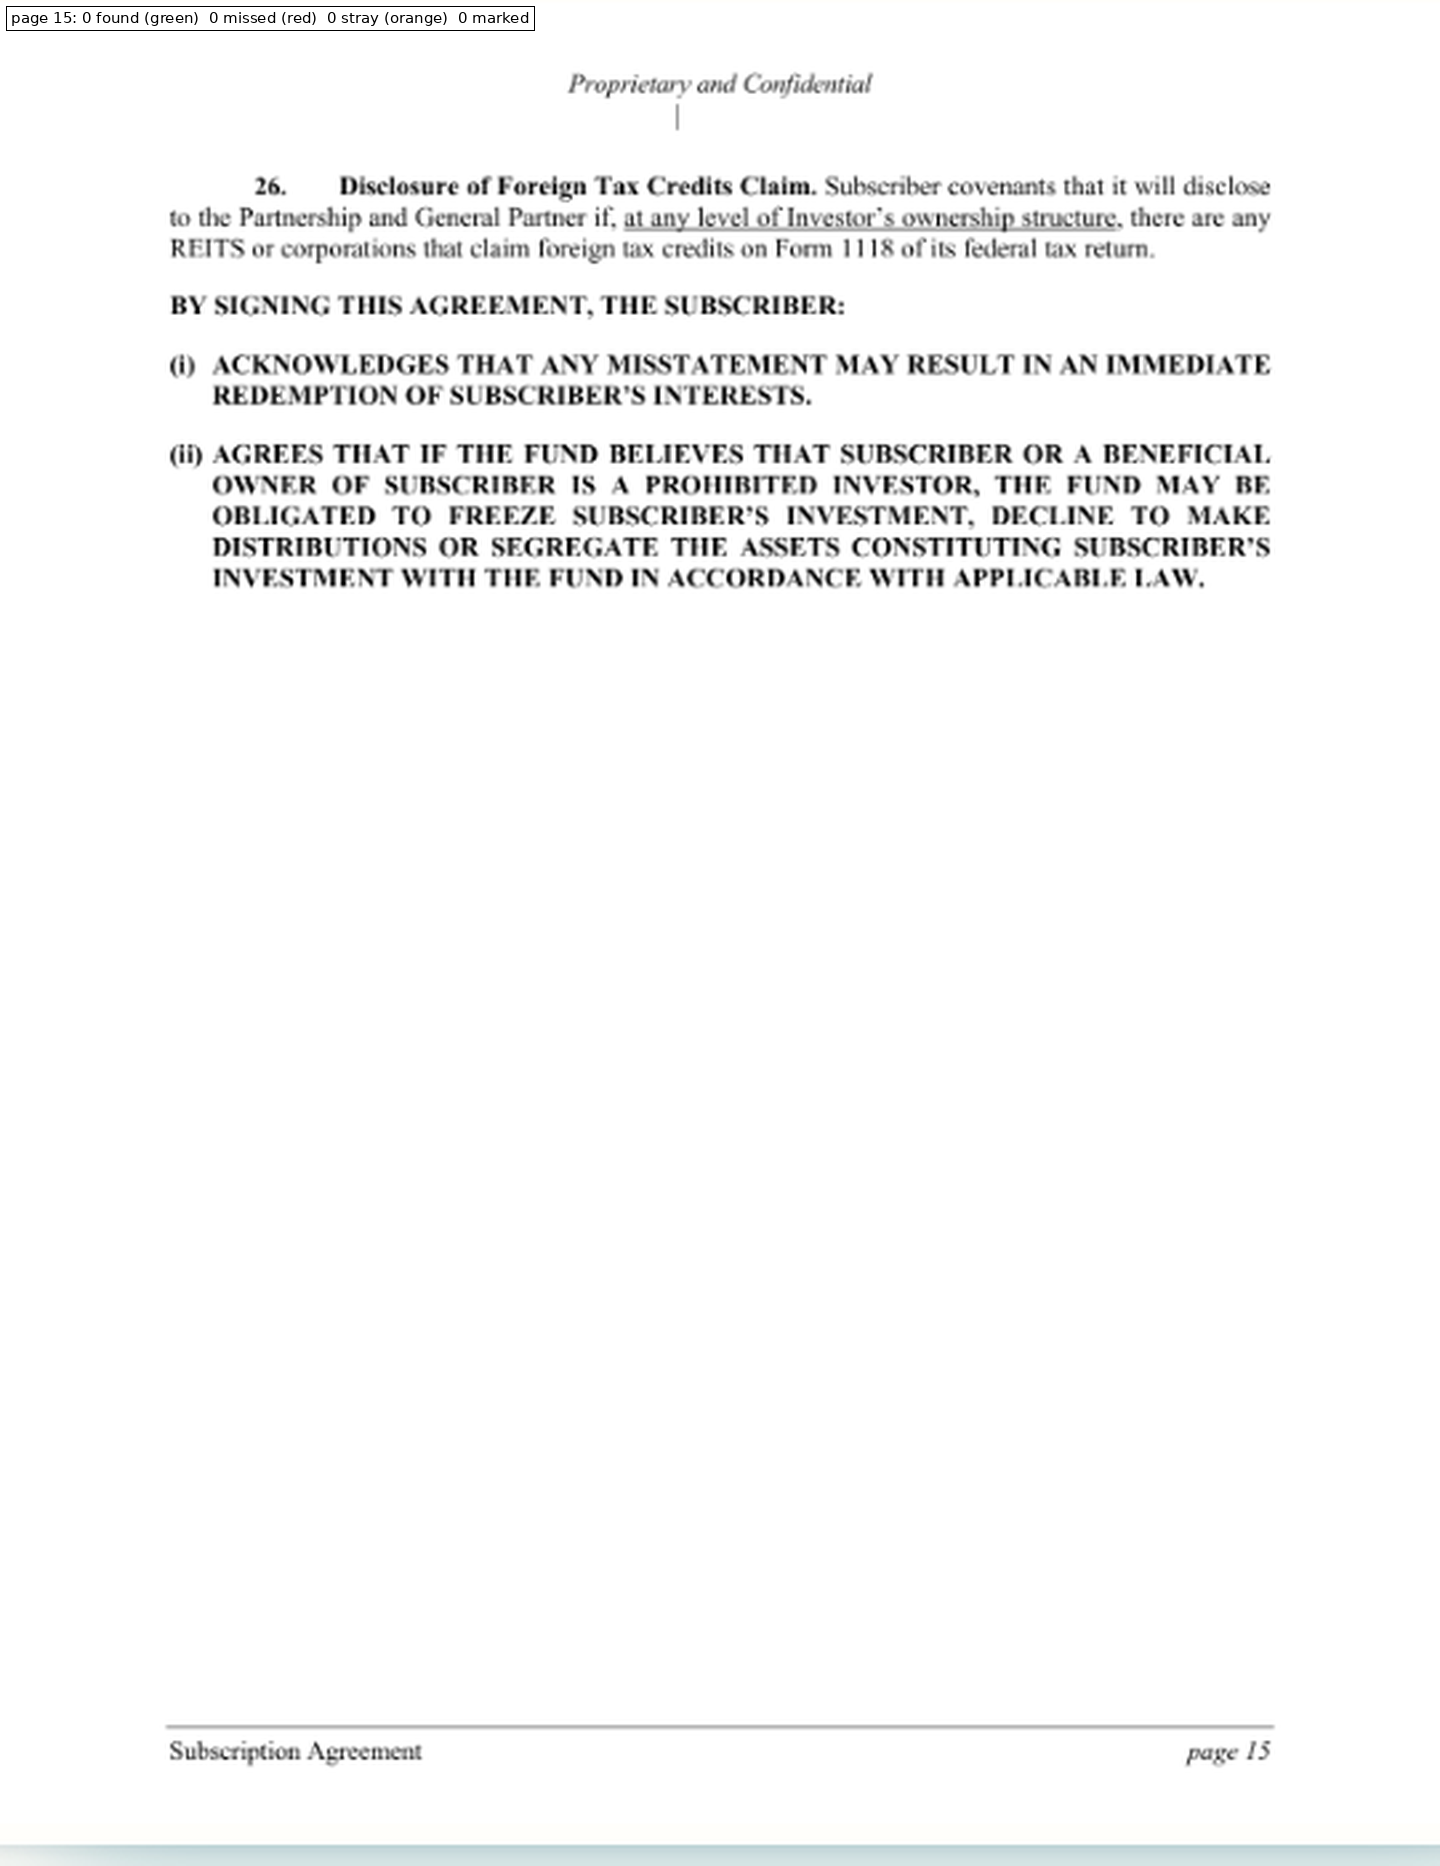 page 15: 0 found (green)  0 missed (red)  0 stray (orange)  0 marked
Proprietary and Confidential
26. Disclosure of Foreign Tax Credits Claim. Subscriber covenants that it will disclose
to the Partnership and General Partner if, at any level of Investor's ownership structure, there are any
REITS or corporations that claim foreign tax credits on Form 1118 of its federal tax return.
BY SIGNING THIS AGREEMENT, THE SUBSCRIBER:
(i) ACKNOWLEDGES THAT ANY MISSTATEMENT MAY RESULT IN AN IMMEDIATE
REDEMPTION OF SUBSCRIBER'S INTERESTS.
(ii) AGREES THAT IF THE FUND BELIEVES THAT SUBSCRIBER OR A BENEFICIAL
OWNER OF SUBSCRIBER IS A PROHIBITED INVESTOR, THE FUND MAY BE
OBLIGATED TO FREEZE SUBSCRIBER'S INVESTMENT, DECLINE TO MAKE
DISTRIBUTIONS OR SEGREGATE THE ASSETS CONSTITUTING SUBSCRIBER'S
INVESTMENT WITH THE FUND IN ACCORDANCE WITH APPLICABLE LAW.
Subscription Agreement page 15